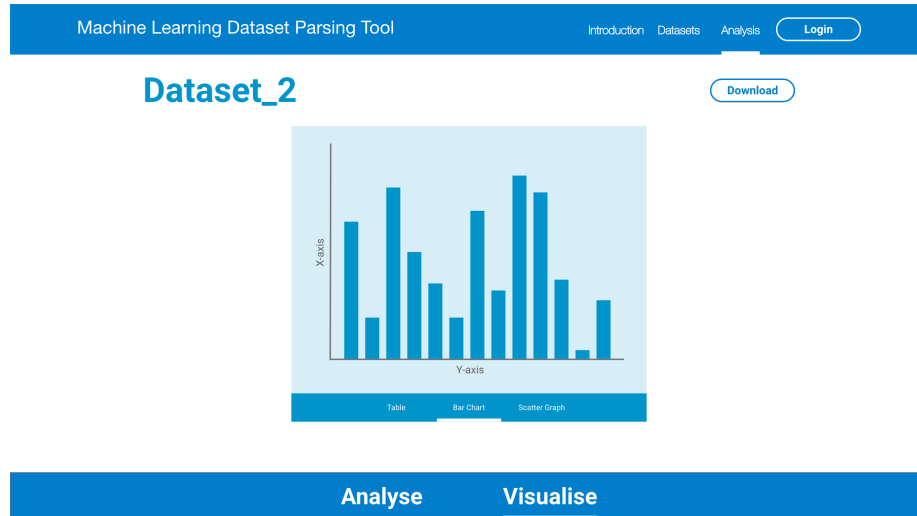 Machine Learning Dataset Parsing Tool
Introduction Datasets Analysis Login
Dataset_2
Download
X-axis
Y-axis
Table Bar Chart Scatter Graph
Analyse Visualise